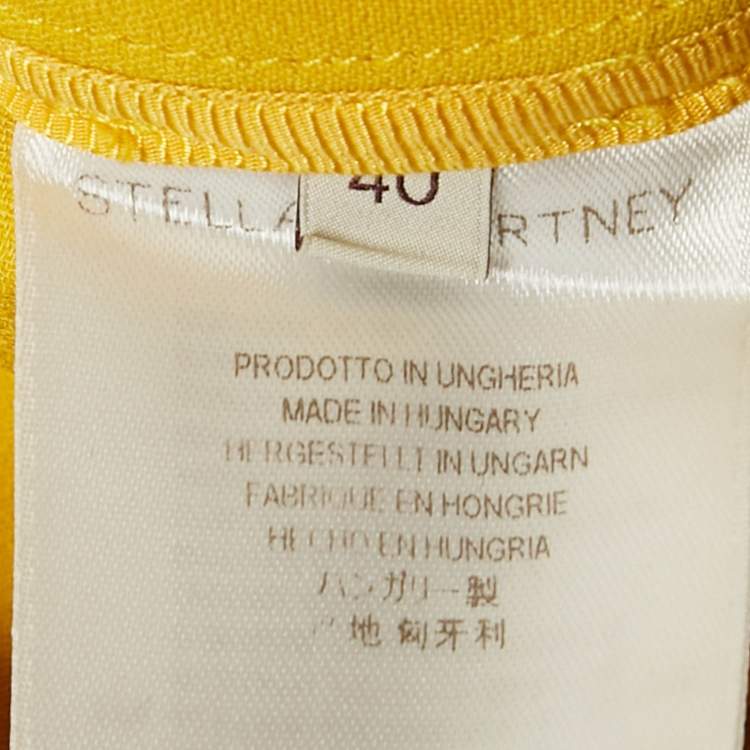 40
STELLA RTNEY
PRODOTTO IN UNGHERIA
MADE IN HUNGARY
HERGESTELLT IN UNGARN
FABRIQUE EN HONGRIE
HECHO EN HUNGRIA
ハンガリー製
地 匈牙利